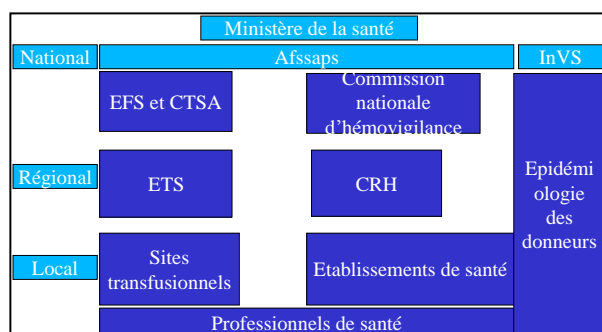 Ministère de la santé
National
Afssaps
InVS
EFS et CTSA
Commission
nationale
d'hémovigilance
Régional
ETS
CRH
Epidémi
ologie
des
donneurs
Local
Sites
transfusionnels
Etablissements de santé
Professionnels de santé